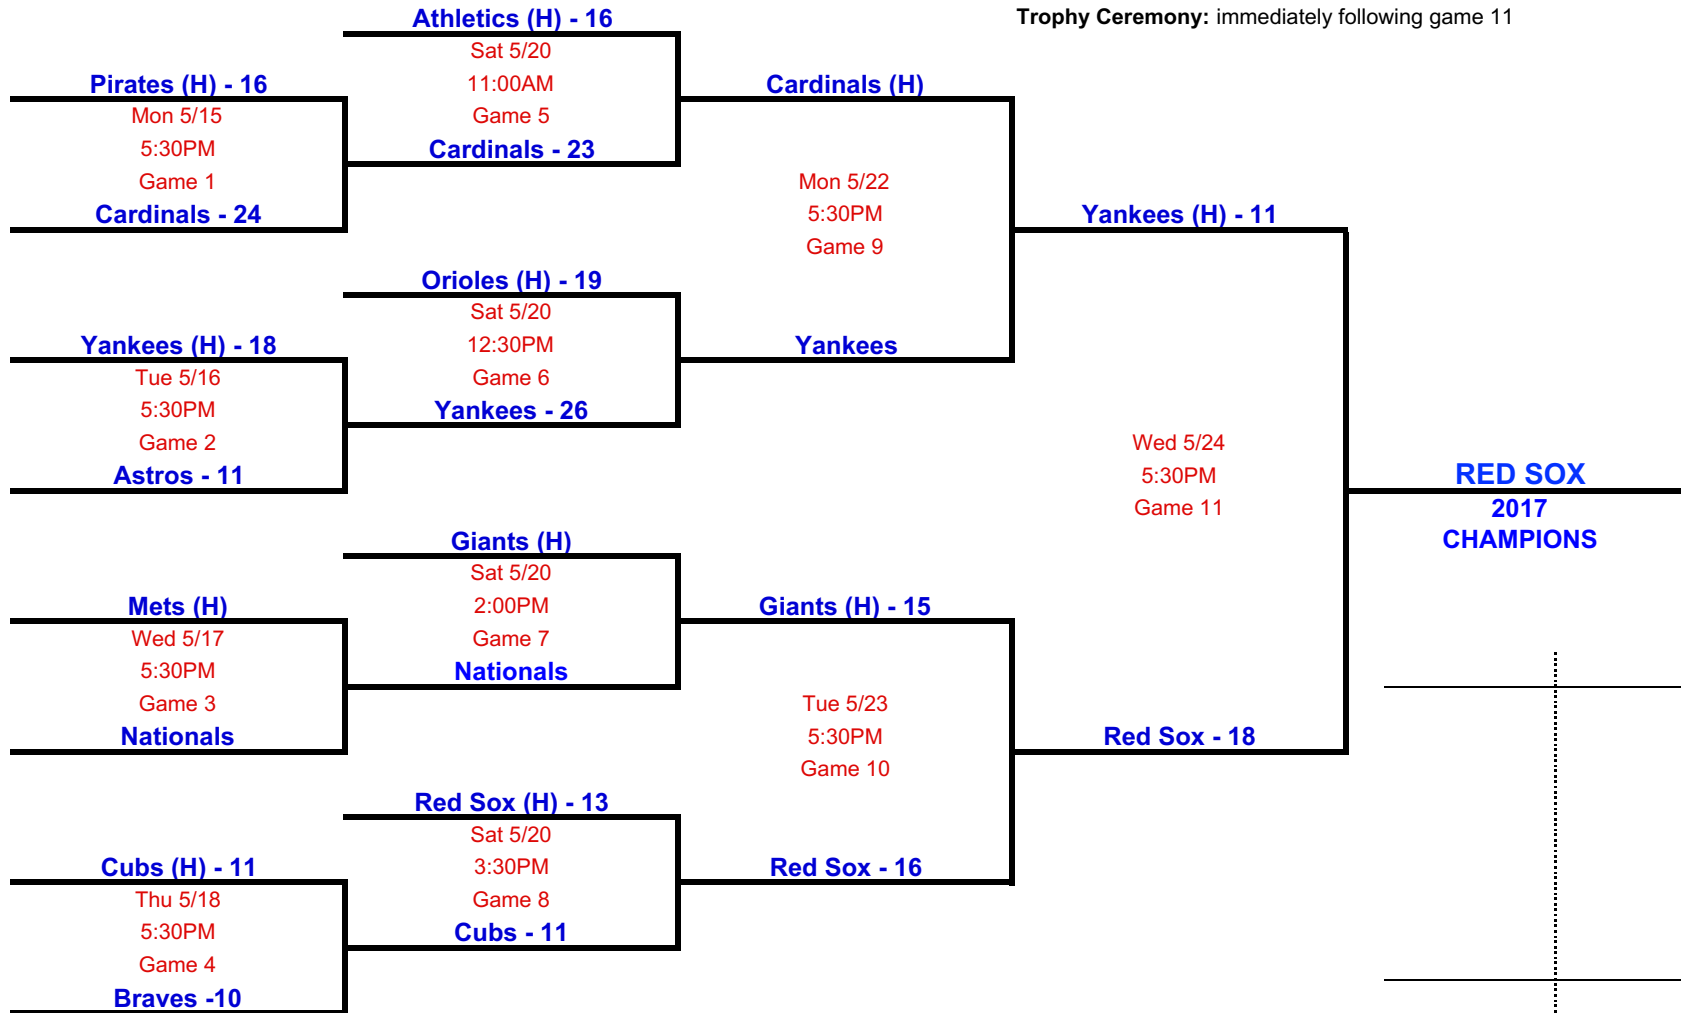 Athletics (H) - 16
Trophy Ceremony: immediately following game 11
Sat 5/20
11:00AM
Game 5
Cardinals - 23
Pirates (H) - 16
Mon 5/15
5:30PM
Game 1
Cardinals - 24
Cardinals (H)
Mon 5/22
5:30PM
Game 9
Yankees
Yankees (H) - 11
Orioles (H) - 19
Sat 5/20
12:30PM
Game 6
Yankees - 26
Yankees (H) - 18
Tue 5/16
5:30PM
Game 2
Astros - 11
Wed 5/24
5:30PM
Game 11
RED SOX
2017
CHAMPIONS
Giants (H)
Sat 5/20
2:00PM
Game 7
Nationals
Mets (H)
Wed 5/17
5:30PM
Game 3
Nationals
Giants (H) - 15
Tue 5/23
5:30PM
Game 10
Red Sox - 16
Red Sox - 18
Red Sox (H) - 13
Sat 5/20
3:30PM
Game 8
Cubs - 11
Cubs (H) - 11
Thu 5/18
5:30PM
Game 4
Braves -10